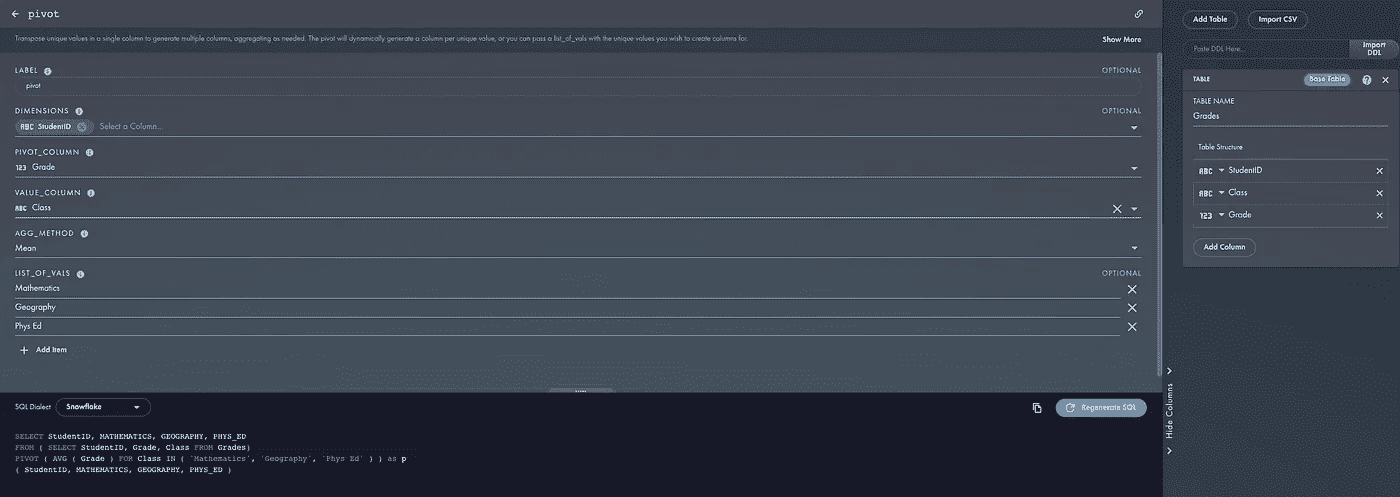 pivot
Transpose unique values in a single column to generate multiple columns, aggregating as needed. The pivot will dynamically generate a column per unique value, or you can pass a list_of_vals with the unique values you wish to create columns for.
Show More
LABEL
OPTIONAL
pivot
DIMENSIONS
OPTIONAL
ABC StudentID Select a Column...
PIVOT_COLUMN
123 Grade
VALUE_COLUMN
ABC Class
AGG_METHOD
Mean
LIST_OF_VALS
OPTIONAL
Mathematics
Geography
Phys Ed
+ Add Item
SQL Dialect Snowflake
Regenerate SQL
SELECT StudentID, MATHEMATICS, GEOGRAPHY, PHYS_ED
FROM ( SELECT StudentID, Grade, Class FROM Grades)
PIVOT ( AVG ( Grade ) FOR Class IN ( 'Mathematics', 'Geography', 'Phys Ed' ) ) as p
( StudentID, MATHEMATICS, GEOGRAPHY, PHYS_ED )
Hide Columns
Add Table Import CSV
Paste DDL Here...
Import DDL
TABLE Base Table
TABLE NAME
Grades
Table Structure
ABC StudentID
ABC Class
123 Grade
Add Column